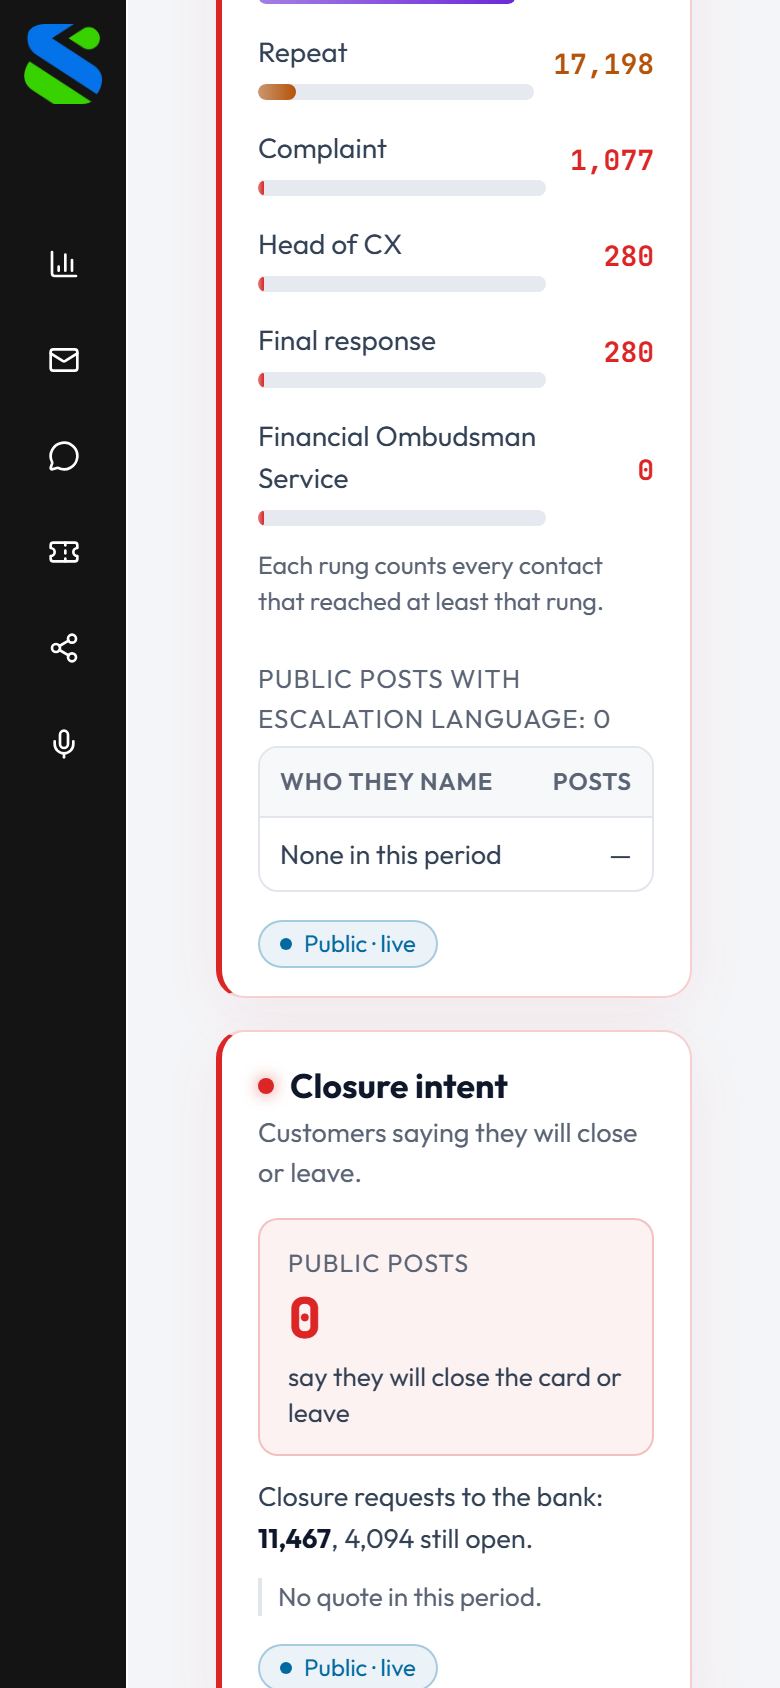 Repeat
17,198
Complaint
1,077
Head of CX
280
Final response
280
Financial Ombudsman
Service
0
Each rung counts every contact
that reached at least that rung.
PUBLIC POSTS WITH
ESCALATION LANGUAGE: 0
WHO THEY NAME POSTS
None in this period —
Public · live
Closure intent
Customers saying they will close
or leave.
PUBLIC POSTS
0
say they will close the card or
leave
Closure requests to the bank:
11,467, 4,094 still open.
No quote in this period.
Public · live